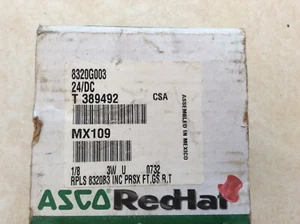 8320G003
24/DC
T 389492
CSA
MX109
1/8 3W U 0732
RPLS 8320B3 INC PRSX FT,GS R,T
ASSEMBLED IN MEXICO
ASCO RedHat